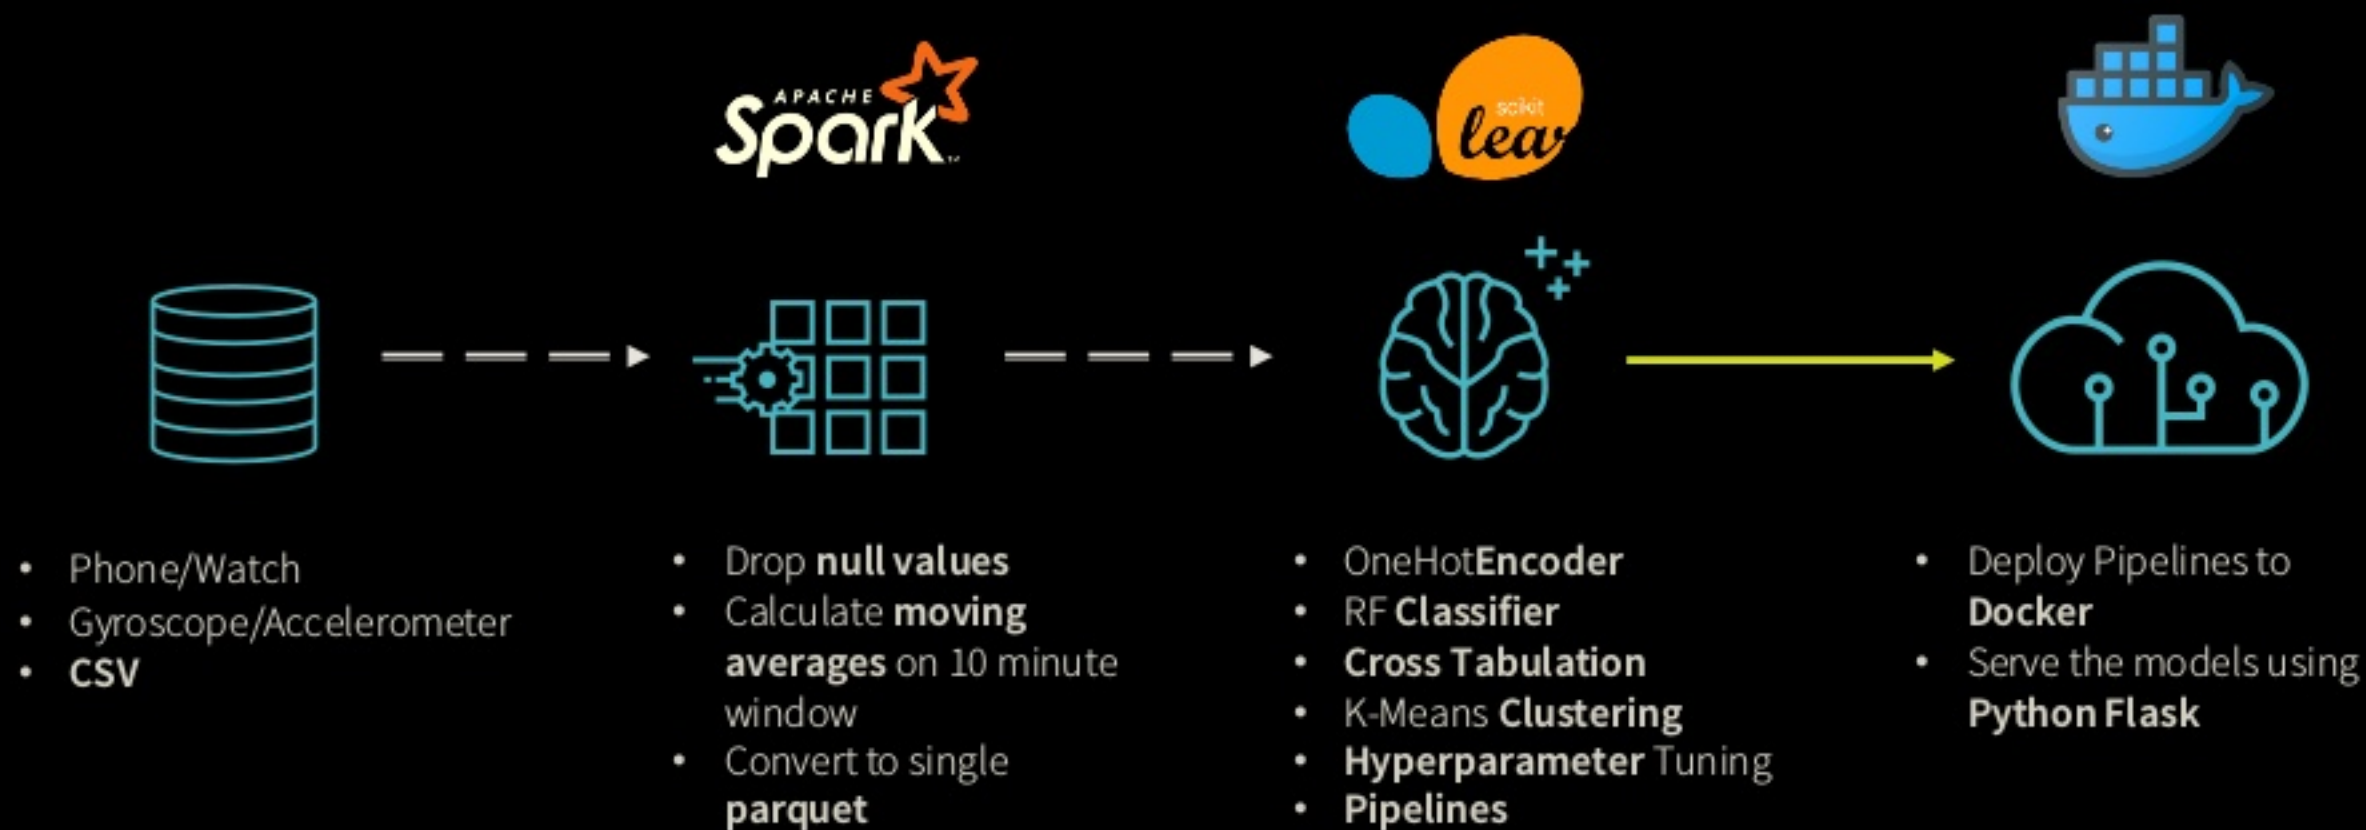 APACHE
Spark
scikit
lear
• Phone/Watch
• Gyroscope/Accelerometer
• CSV
• Drop null values
• Calculate moving
averages on 10 minute
window
• Convert to single
parquet
• OneHotEncoder
• RF Classifier
• Cross Tabulation
• K-Means Clustering
• Hyperparameter Tuning
• Pipelines
• Deploy Pipelines to
Docker
• Serve the models using
Python Flask